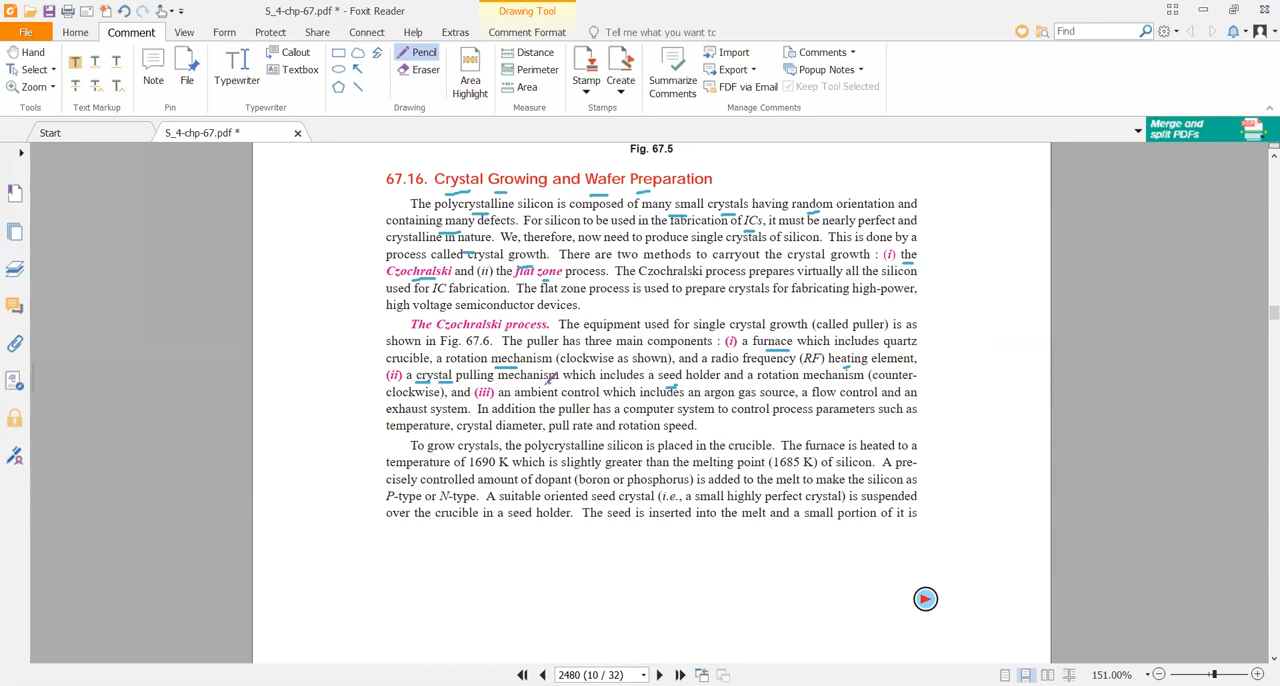 S_4-chp-67.pdf * - Foxit Reader
Drawing Tool
File Home Comment View Form Protect Share Connect Help Extras Comment Format Tell me what you want tc Find
Hand
Select
Zoom
Tools
Text Markup
Note
File
Pin
Typewriter
Callout
Textbox
Typewriter
Pencil
Eraser
Drawing
Area
Highlight
Distance
Perimeter
Area
Measure
Stamp
Create
Stamps
Summarize
Comments
Import
Export
FDF via Email
Comments
Popup Notes
Keep Tool Selected
Manage Comments
Start
S_4-chp-67.pdf *
Merge and
split PDFs
Fig. 67.5
67.16. Crystal Growing and Wafer Preparation
The polycrystalline silicon is composed of many small crystals having random orientation and
containing many defects. For silicon to be used in the fabrication of ICs, it must be nearly perfect and
crystalline in nature. We, therefore, now need to produce single crystals of silicon. This is done by a
process called crystal growth. There are two methods to carryout the crystal growth : (i) the
Czochralski and (ii) the flat zone process. The Czochralski process prepares virtually all the silicon
used for IC fabrication. The flat zone process is used to prepare crystals for fabricating high-power,
high voltage semiconductor devices.
The Czochralski process. The equipment used for single crystal growth (called puller) is as
shown in Fig. 67.6. The puller has three main components : (i) a furnace which includes quartz
crucible, a rotation mechanism (clockwise as shown), and a radio frequency (RF) heating element,
(ii) a crystal pulling mechanism which includes a seed holder and a rotation mechanism (counter-
clockwise), and (iii) an ambient control which includes an argon gas source, a flow control and an
exhaust system. In addition the puller has a computer system to control process parameters such as
temperature, crystal diameter, pull rate and rotation speed.
To grow crystals, the polycrystalline silicon is placed in the crucible. The furnace is heated to a
temperature of 1690 K which is slightly greater than the melting point (1685 K) of silicon. A pre-
cisely controlled amount of dopant (boron or phosphorus) is added to the melt to make the silicon as
P-type or N-type. A suitable oriented seed crystal (i.e., a small highly perfect crystal) is suspended
over the crucible in a seed holder. The seed is inserted into the melt and a small portion of it is
2480 (10 / 32)
151.00%